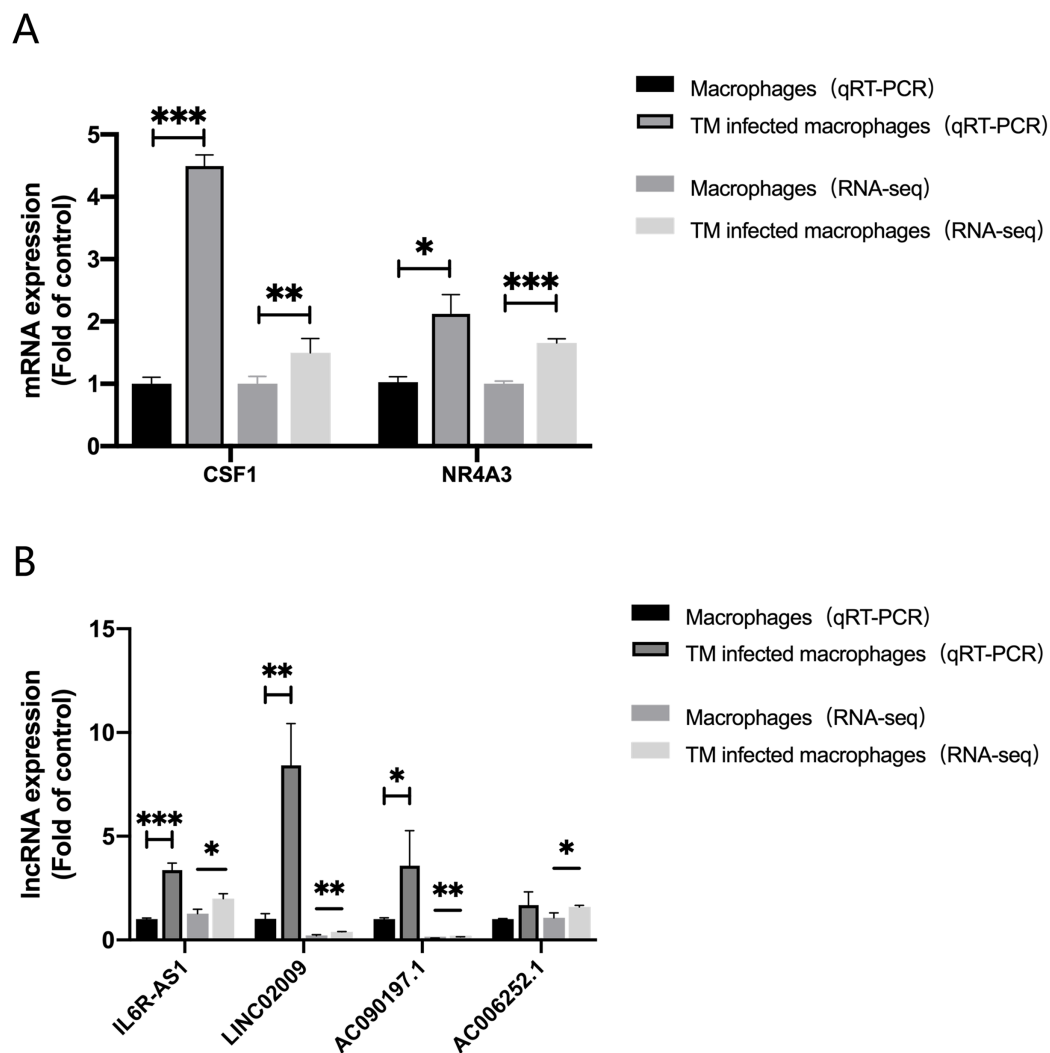 A
mRNA expression
(Fold of control)
5
4
3
2
1
0
***
**
*
***
CSF1
NR4A3
Macrophages （qRT-PCR）
TM infected macrophages （qRT-PCR）
Macrophages （RNA-seq）
TM infected macrophages （RNA-seq）
B
lncRNA expression
(Fold of control)
15
10
5
0
***
*
**
**
*
**
*
IL6R-AS1
LINC02009
AC090197.1
AC006252.1
Macrophages （qRT-PCR）
TM infected macrophages （qRT-PCR）
Macrophages （RNA-seq）
TM infected macrophages （RNA-seq）